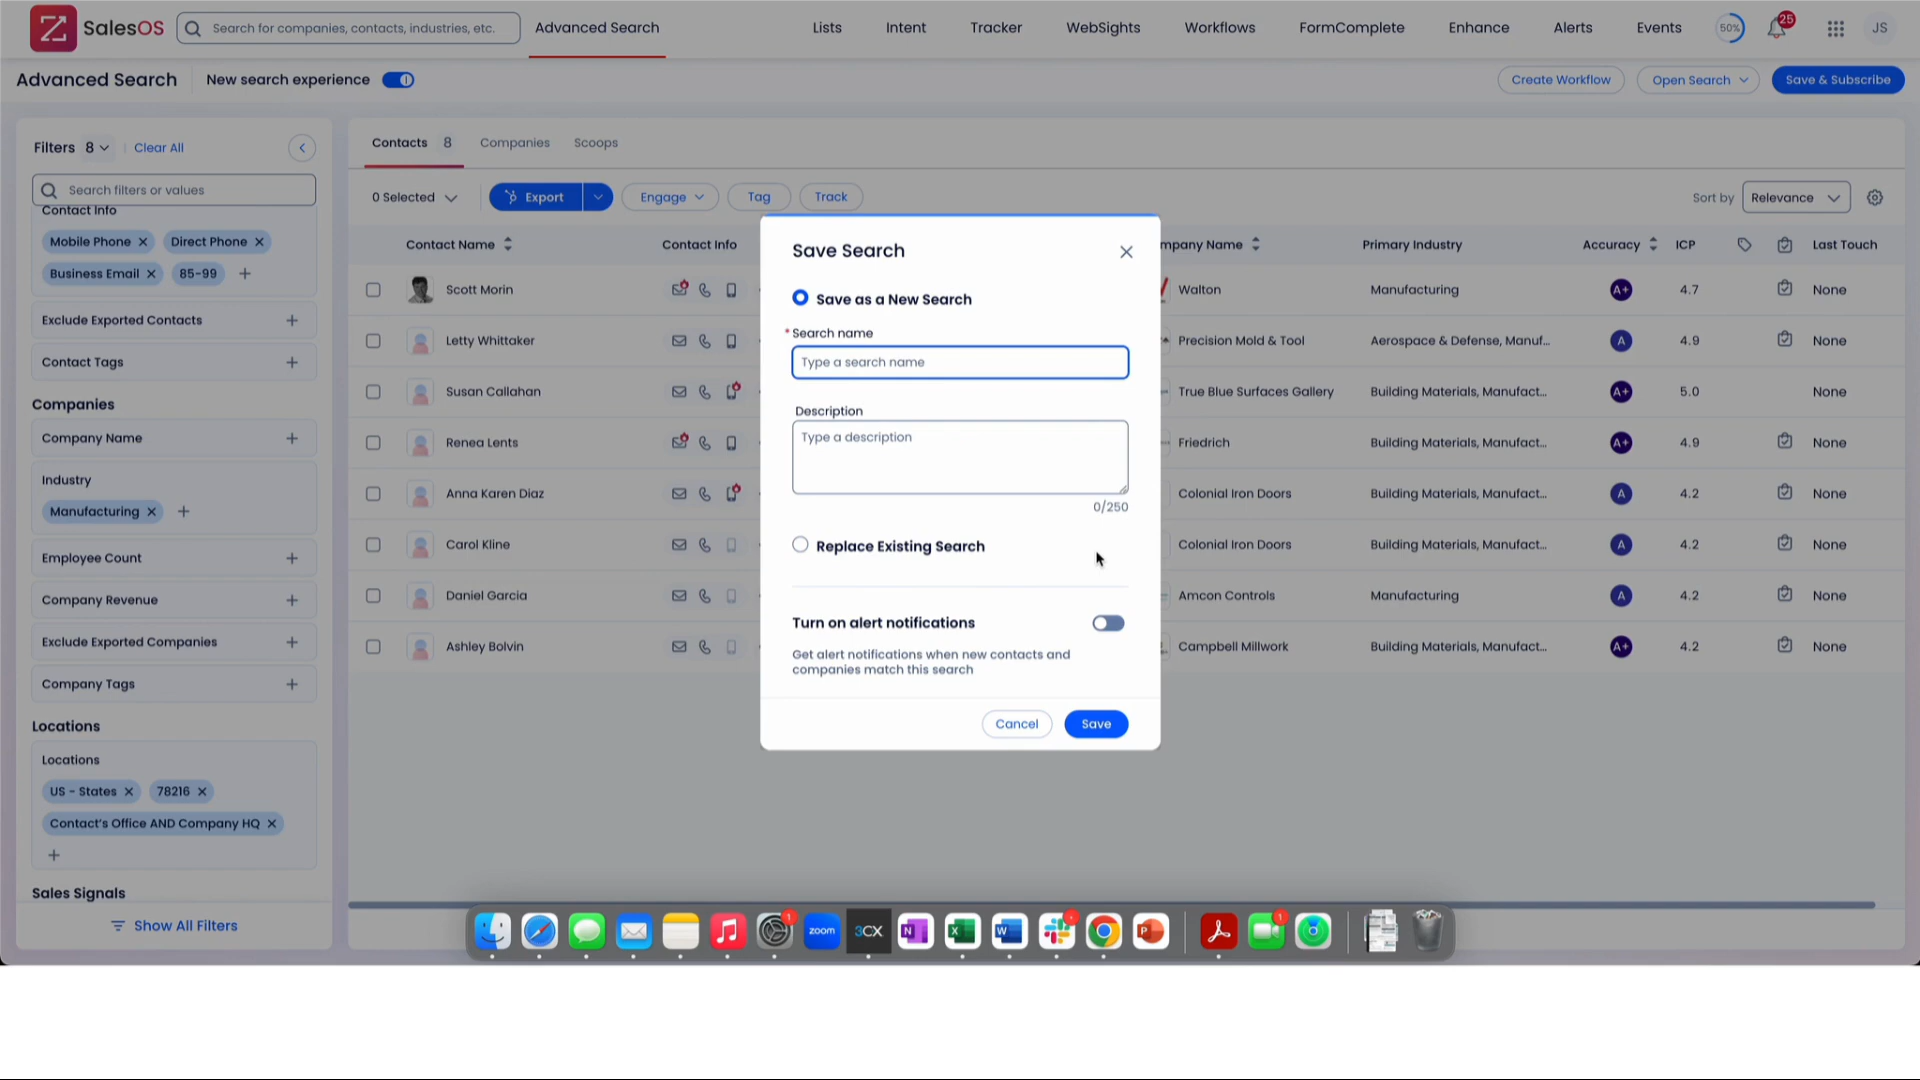 SalesOS
Search for companies, contacts, industries, etc.
Advanced Search
Lists
Intent
Tracker
WebSights
Workflows
FormComplete
Enhance
Alerts
Events
50%
25
JS
Advanced Search
New search experience
Create Workflow
Open Search
Save & Subscribe
Filters 8
Clear All
Search filters or values
Contact Info
Mobile Phone
Direct Phone
Business Email
85-99
Exclude Exported Contacts
Contact Tags
Companies
Company Name
Industry
Manufacturing
Employee Count
Company Revenue
Exclude Exported Companies
Company Tags
Locations
Locations
US - States
78216
Contact's Office AND Company HQ
Sales Signals
Show All Filters
Contacts 8
Companies
Scoops
0 Selected
Export
Engage
Tag
Track
Sort by
Relevance
Contact Name
Contact Info
mpany Name
Primary Industry
Accuracy
ICP
Last Touch
Scott Morin
Walton
Manufacturing
A+
4.7
None
Letty Whittaker
Precision Mold & Tool
Aerospace & Defense, Manuf...
A
4.9
None
Susan Callahan
True Blue Surfaces Gallery
Building Materials, Manufact...
A+
5.0
None
Renea Lents
Friedrich
Building Materials, Manufact...
A+
4.9
None
Anna Karen Diaz
Colonial Iron Doors
Building Materials, Manufact...
A
4.2
None
Carol Kline
Colonial Iron Doors
Building Materials, Manufact...
A
4.2
None
Daniel Garcia
Amcon Controls
Manufacturing
A
4.2
None
Ashley Bolvin
Campbell Millwork
Building Materials, Manufact...
A+
4.2
None
Save Search
Save as a New Search
* Search name
Type a search name
Description
Type a description
0/250
Replace Existing Search
Turn on alert notifications
Get alert notifications when new contacts and
companies match this search
Cancel
Save
1
zoom
3CX
N
X
W
P
1